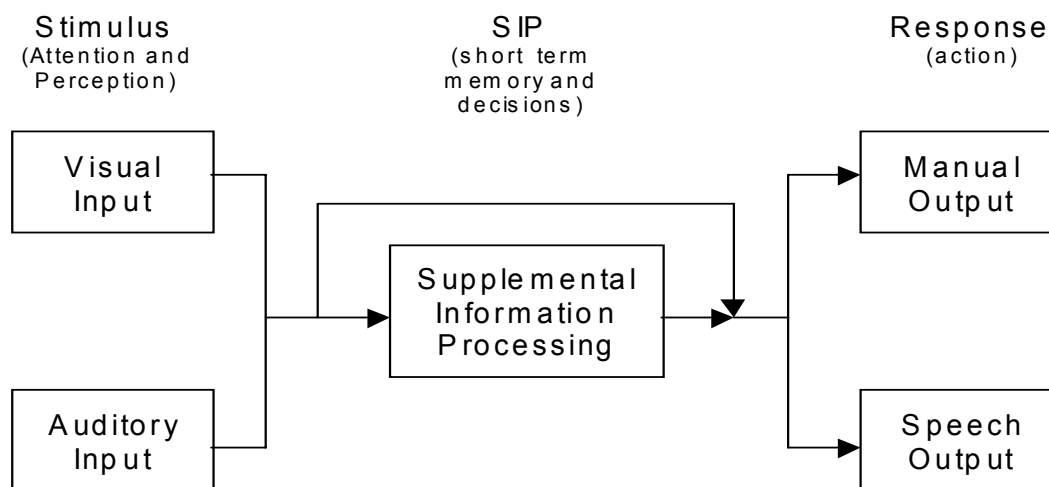 Stimulus
(Attention and
Perception)
SIP
(short term
memory and
decisions)
Response
(action)
Visual
Input
Supplemental
Information
Processing
Manual
Output
Auditory
Input
Speech
Output